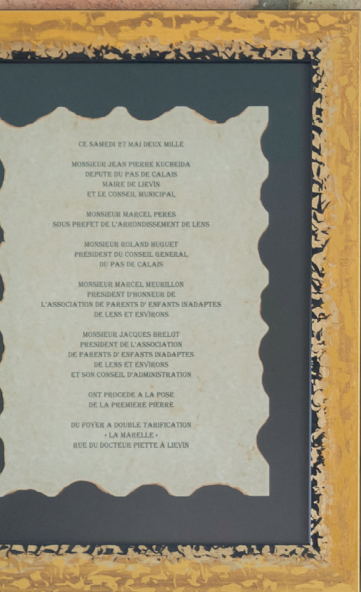 CE SAMEDI 27 MAI DEUX MILLE
MONSIEUR JEAN PIERRE KUCHEIDA
DEPUTE DU PAS DE CALAIS
MAIRE DE LIEVIN
ET LE CONSEIL MUNICIPAL
MONSIEUR MARCEL PERES
SOUS PREFET DE L'ARRONDISSEMENT DE LENS
MONSIEUR ROLAND HUGUET
PRESIDENT DU CONSEIL GENERAL
DU PAS DE CALAIS
MONSIEUR MARCEL MEURILLON
PRESIDENT D'HONNEUR DE
L'ASSOCIATION DE PARENTS D' ENFANTS INADAPTES
DE LENS ET ENVIRONS
MONSIEUR JACQUES BRELOT
PRESIDENT DE L'ASSOCIATION
DE PARENTS D' ENFANTS INADAPTES
DE LENS ET ENVIRONS
ET SON CONSEIL D'ADMINISTRATION
ONT PROCEDE A LA POSE
DE LA PREMIERE PIERRE
DU FOYER A DOUBLE TARIFICATION
« LA MARELLE »
RUE DU DOCTEUR PIETTE À LIEVIN